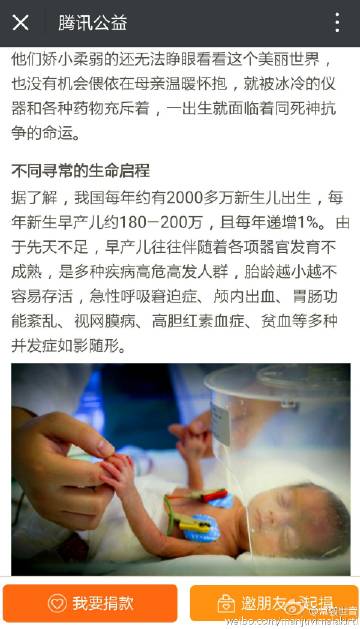 腾讯公益
他们娇小柔弱的还无法睁眼看看这个美丽世界，
也没有机会偎依在母亲温暖怀抱，就被冰冷的仪
器和各种药物充斥着，一出生就面临着同死神抗
争的命运。
不同寻常的生命启程
据了解，我国每年约有2000多万新生儿出生，每
年新生早产儿约180—200万，且每年递增1%。由
于先天不足，早产儿往往伴随着各项器官发育不
成熟，是多种疾病高危高发人群，胎龄越小越不
容易存活，急性呼吸窘迫症、颅内出血、胃肠功
能紊乱、视网膜病、高胆红素血症、贫血等多种
并发症如影随形。
我要捐款
邀朋友一起捐